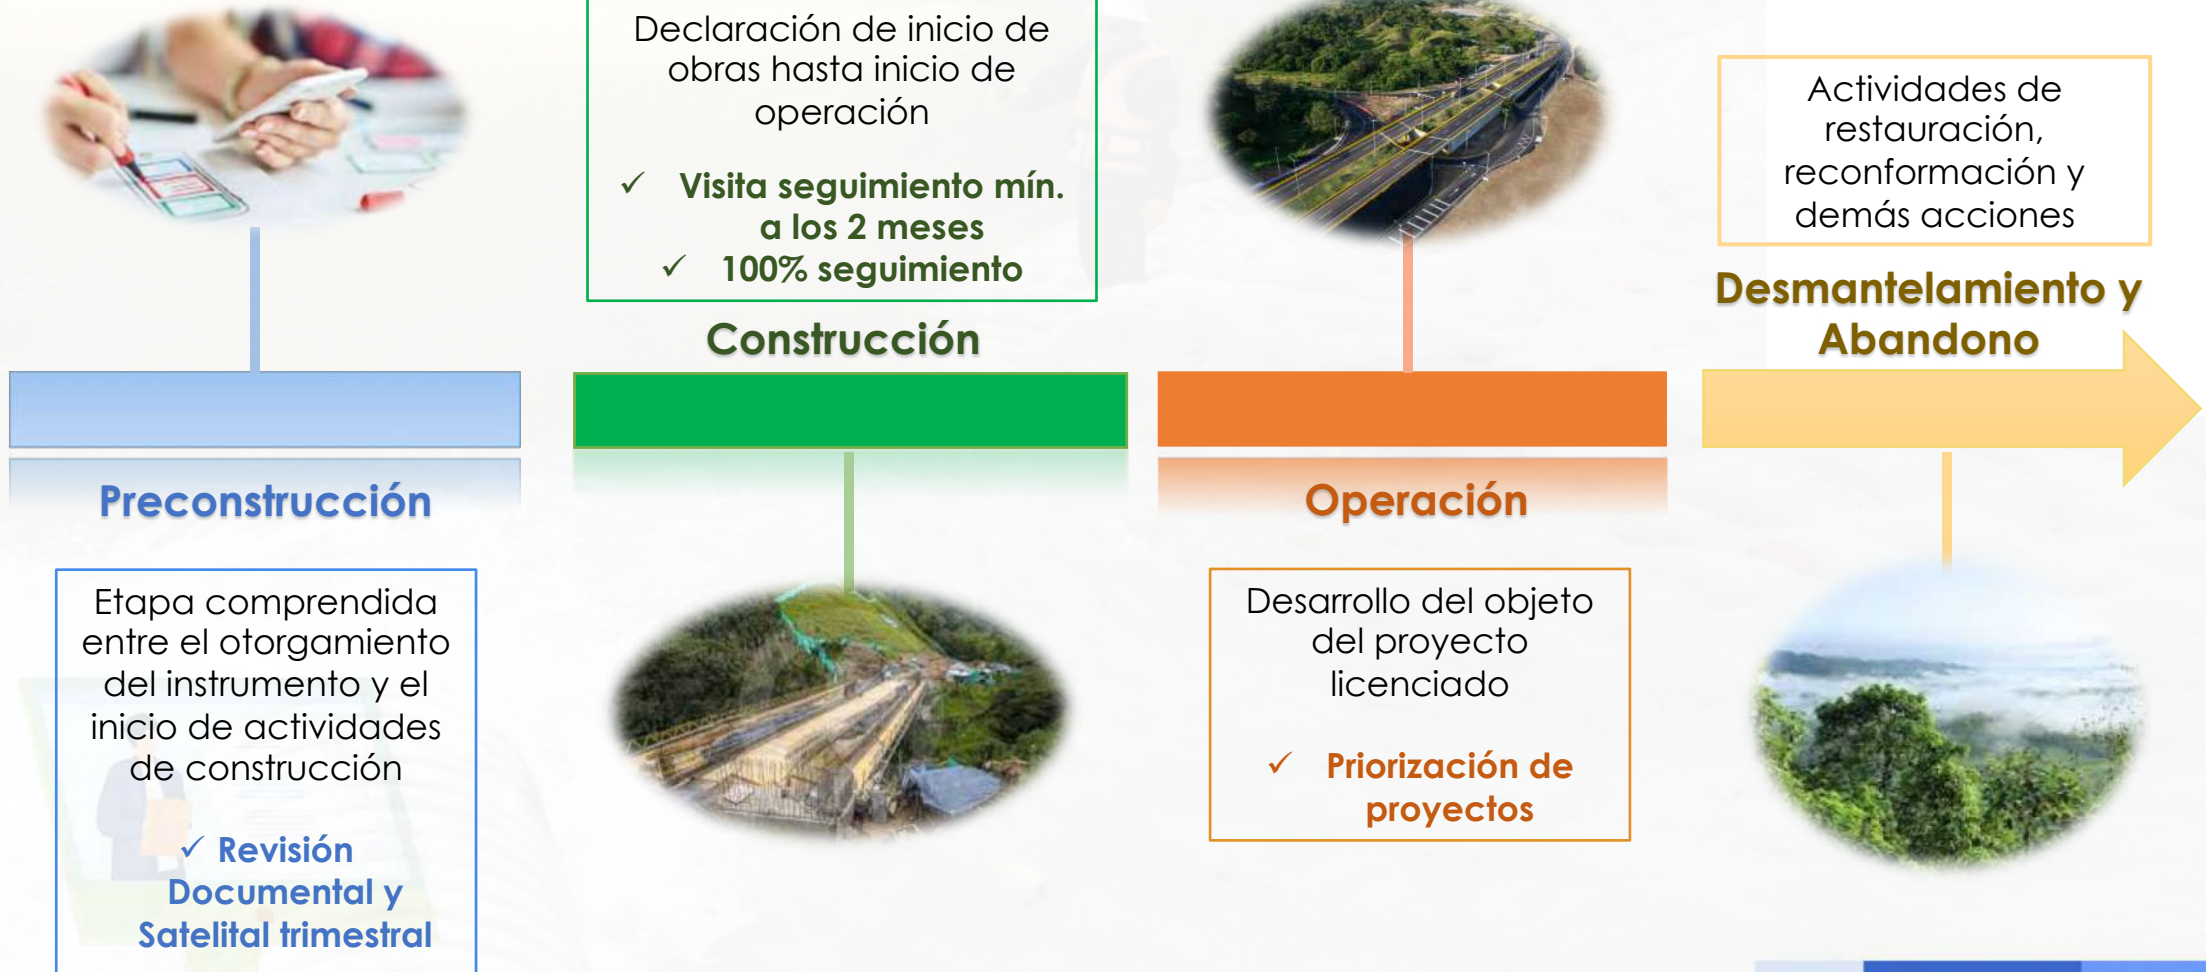 Declaración de inicio de
obras hasta inicio de
operación
✓ Visita seguimiento mín.
a los 2 meses
✓ 100% seguimiento
Construcción
Actividades de
restauración,
reconformación y
demás acciones
Desmantelamiento y
Abandono
Preconstrucción
Etapa comprendida
entre el otorgamiento
del instrumento y el
inicio de actividades
de construcción
✓ Revisión
Documental y
Satelital trimestral
Operación
Desarrollo del objeto
del proyecto
licenciado
✓ Priorización de
proyectos